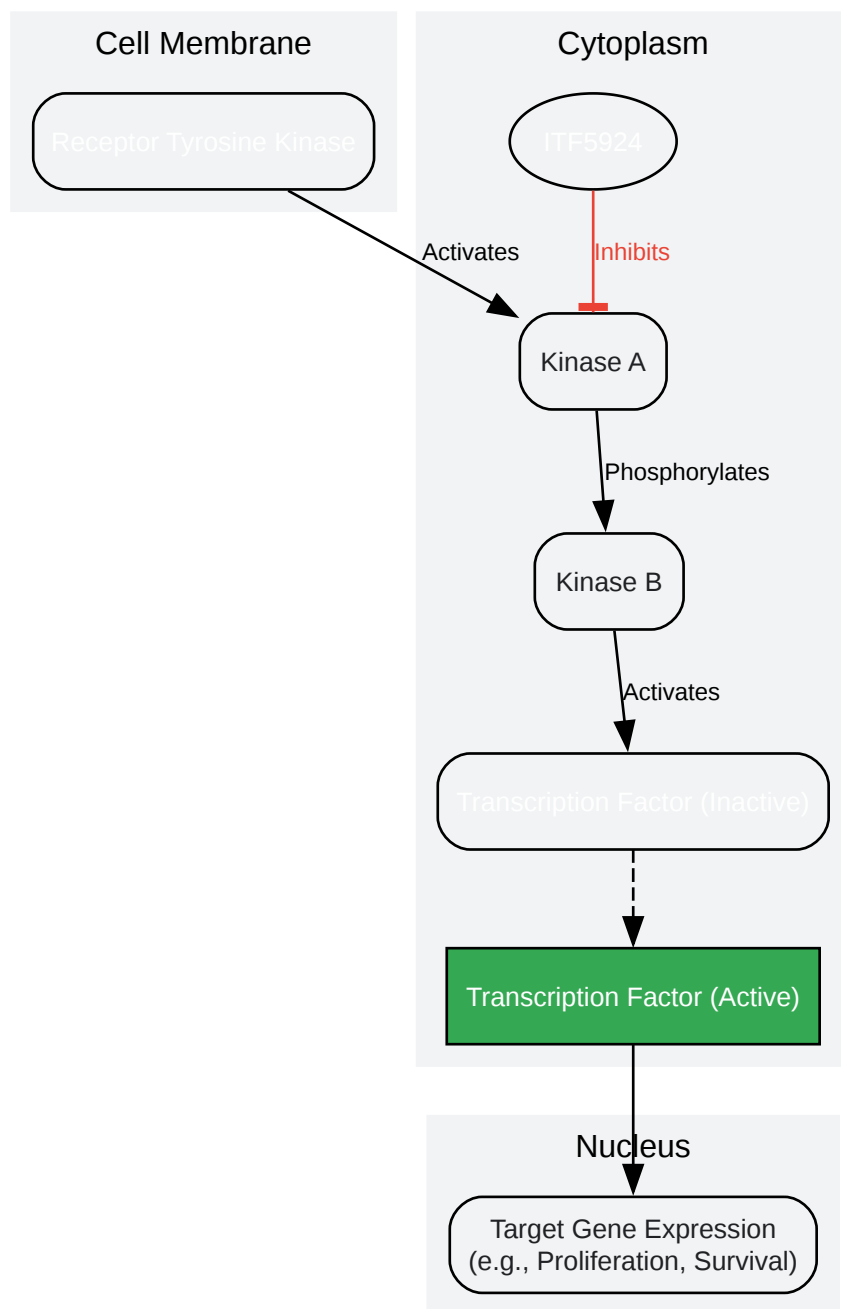 Cell Membrane
Cytoplasm
Receptor Tyrosine Kinase
ITF5924
Activates
Inhibits
Kinase A
Phosphorylates
Kinase B
Activates
Transcription Factor (Inactive)
Transcription Factor (Active)
Nucleus
Target Gene Expression
(e.g., Proliferation, Survival)